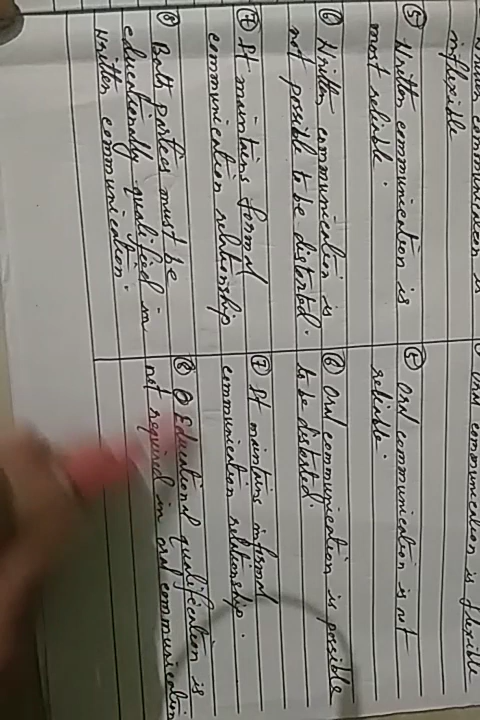 Written communication is
inflexible
⑤ Written communication is
most reliable.
⑥ Written communication is
not possible to be distorted.
⑦ It maintains formal
communication relationship
⑧ Both parties must be
educationally qualified in
written communication.
Oral communication is flexible
⑤ Oral communication is not
reliable.
⑥ Oral communication is possible
to be distorted.
⑦ It maintains informal
communication relationship.
⑧ Educational qualification is
not required in oral communication